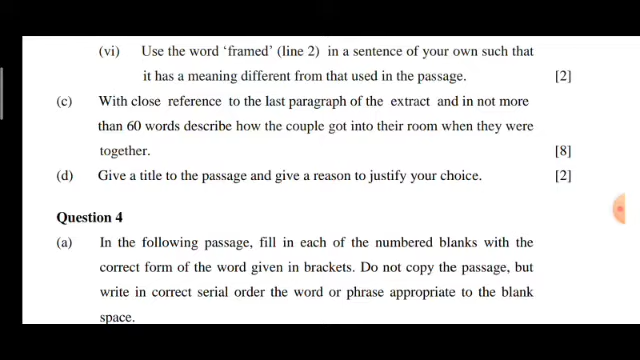 (vi) Use the word ‘framed’ (line 2) in a sentence of your own such that
it has a meaning different from that used in the passage. [2]
(c) With close reference to the last paragraph of the extract and in not more
than 60 words describe how the couple got into their room when they were
together. [8]
(d) Give a title to the passage and give a reason to justify your choice. [2]
Question 4
(a) In the following passage, fill in each of the numbered blanks with the
correct form of the word given in brackets. Do not copy the passage, but
write in correct serial order the word or phrase appropriate to the blank
space.